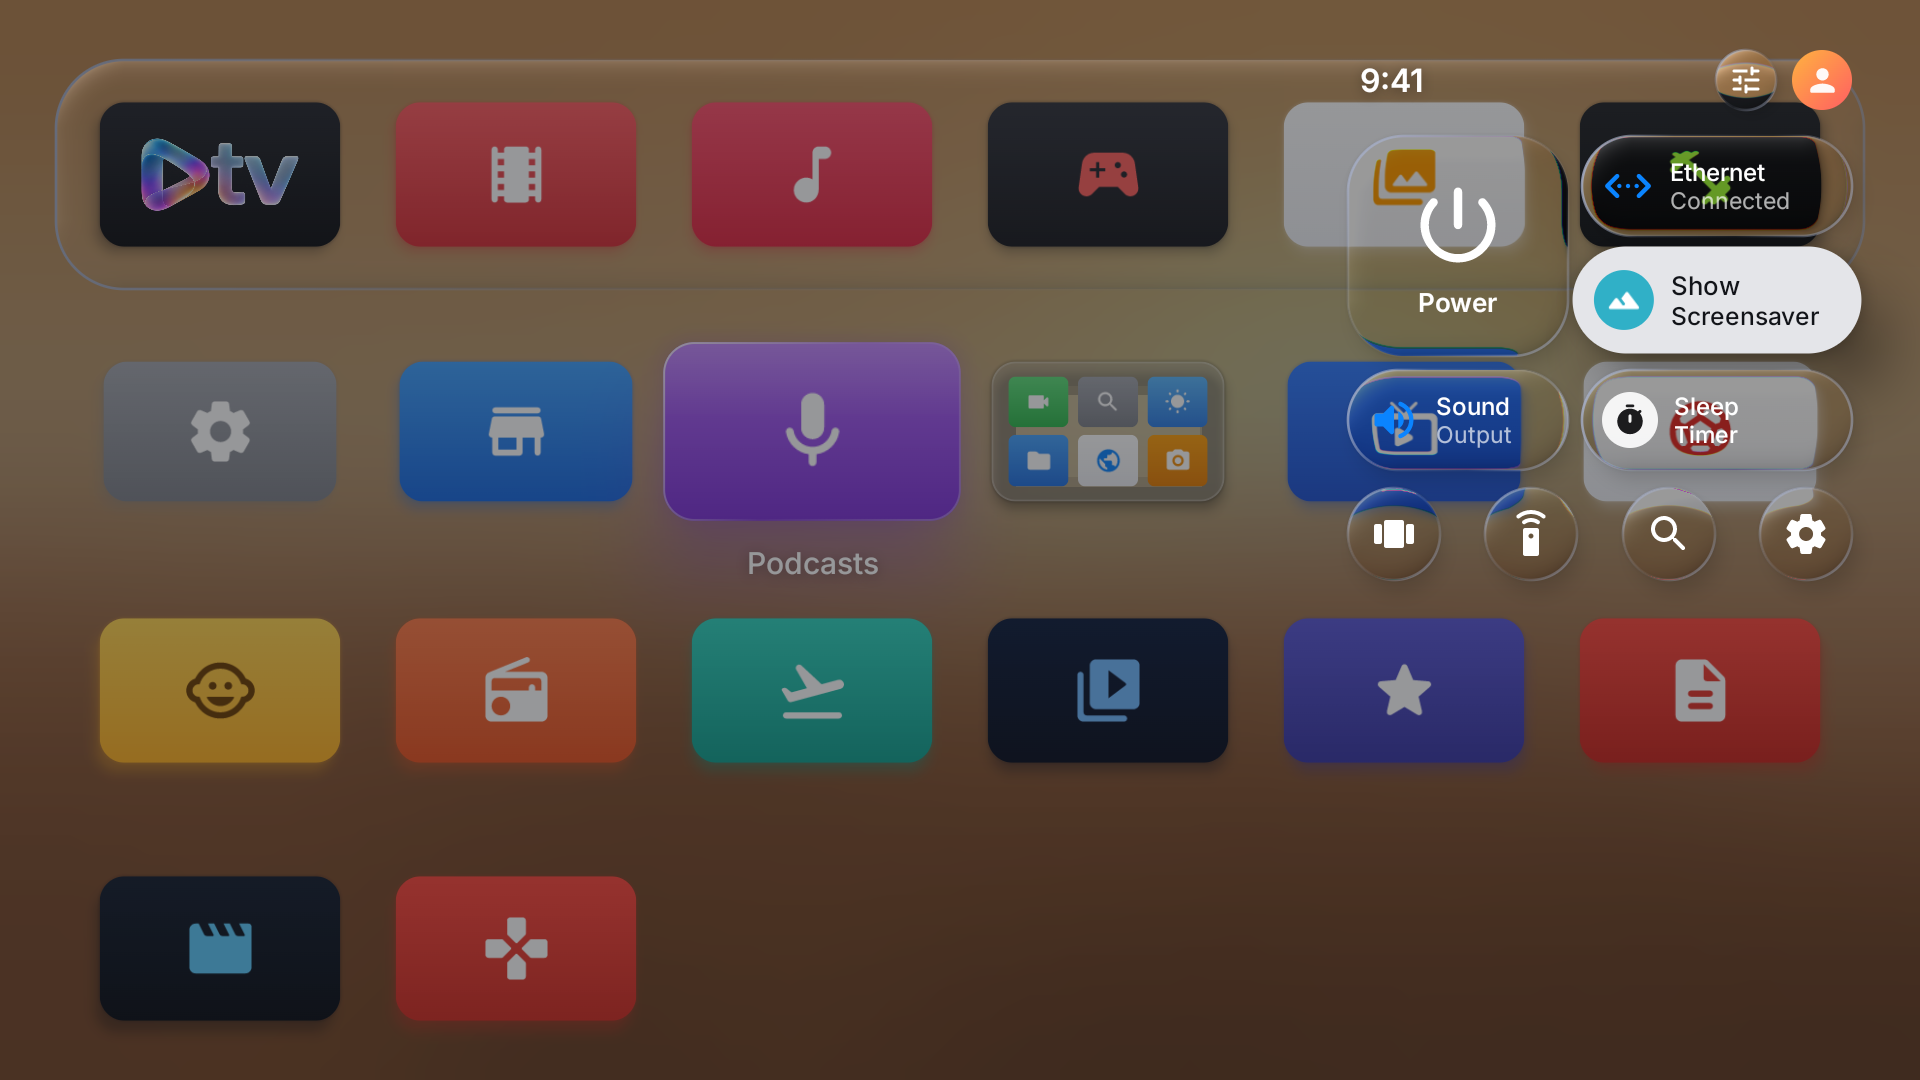 9:41
tv
Ethernet
Connected
Power
Show
Screensaver
Sound
Output
Sleep
Timer
Podcasts